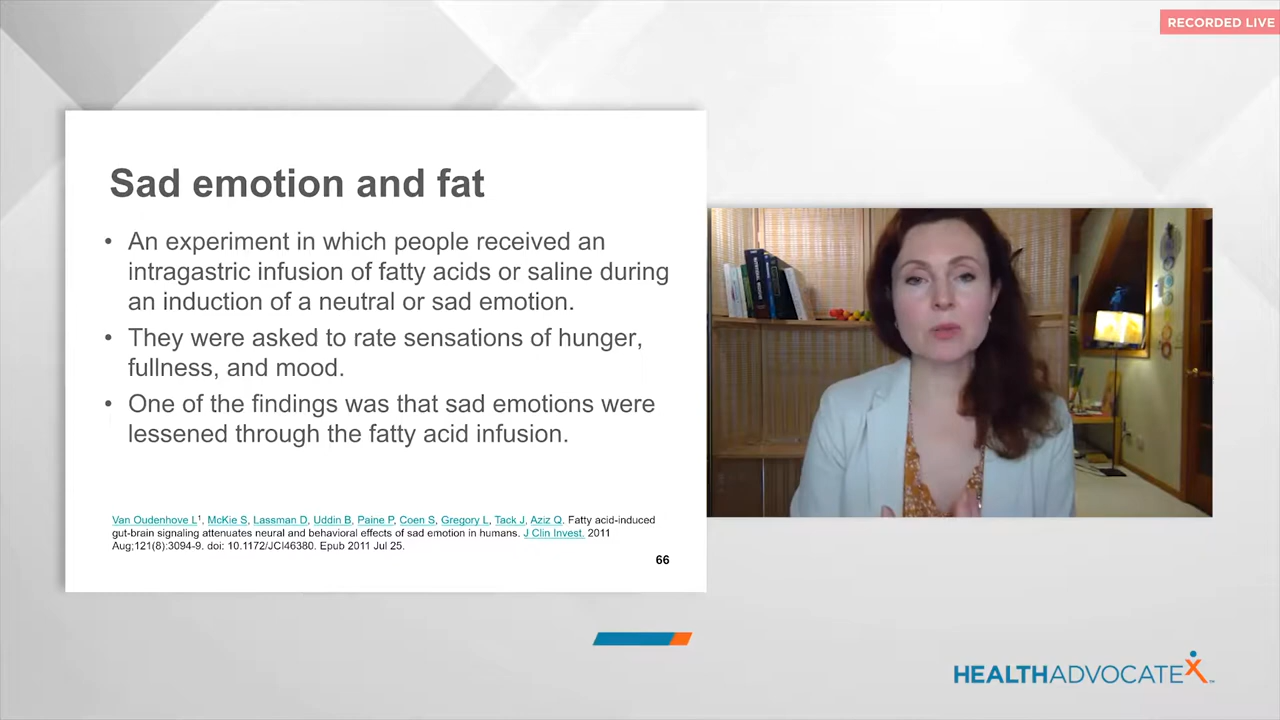 RECORDED LIVE
Sad emotion and fat
• An experiment in which people received an
intragastric infusion of fatty acids or saline during
an induction of a neutral or sad emotion.
• They were asked to rate sensations of hunger,
fullness, and mood.
• One of the findings was that sad emotions were
lessened through the fatty acid infusion.
Van Oudenhove L¹, McKie S, Lassman D, Uddin B, Paine P, Coen S, Gregory L, Tack J, Aziz Q. Fatty acid-induced
gut-brain signaling attenuates neural and behavioral effects of sad emotion in humans. J Clin Invest. 2011
Aug;121(8):3094-9. doi: 10.1172/JCI46380. Epub 2011 Jul 25.
66
HEALTHADVOCATEX™